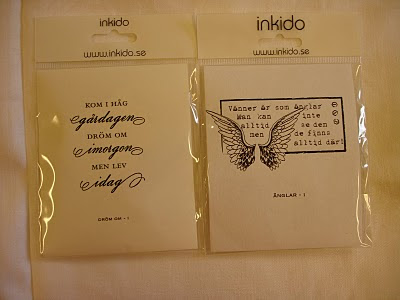 inkido
www.inkido.se
KOM I HÅG
gårdagen
DRÖM OM
imorgon
MEN LEV
idag
DRÖM OM - 1
inkido
www.inkido.se
Vänner är som änglar
Man kan inte
alltid se den
men de finns
alltid där!
ÄNGLAR - 1